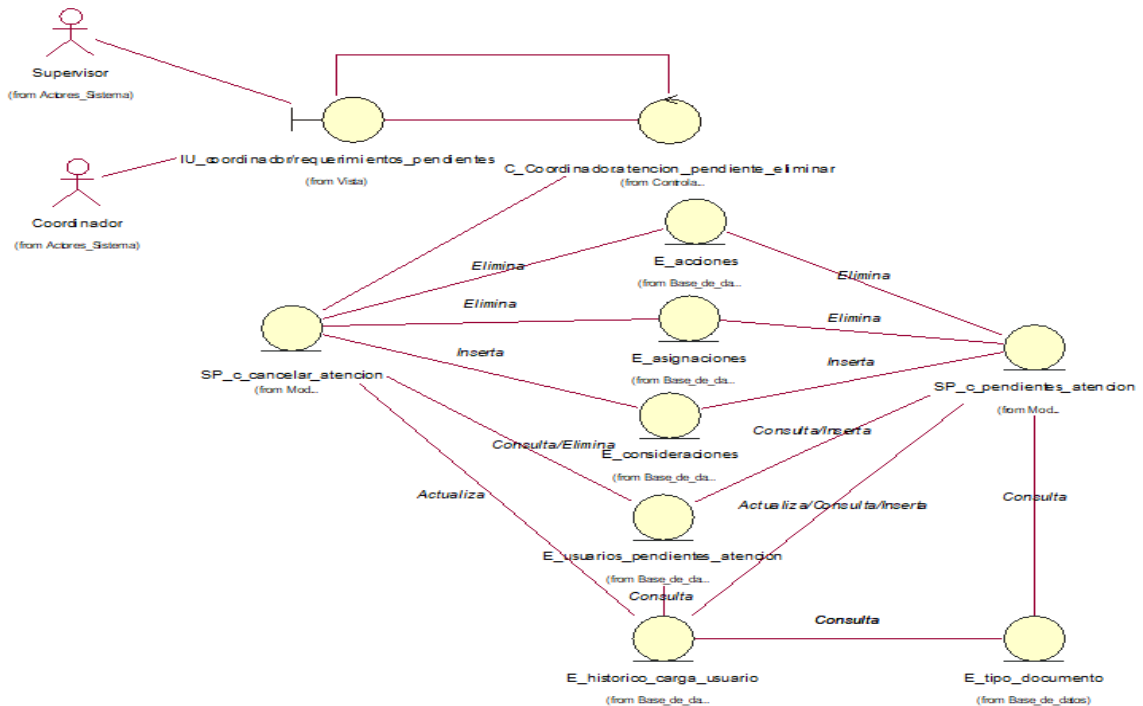 Supervisor
(from Actores_Sistema)
IU_coordinador/requerimientos_pendientes
(from Vista)
C_Coordinadoratencion_pendiente_eliminar
(from Controla...
Coordinador
(from Actores_Sistema)
Elimina
E_acciones
(from Base_de_da...
Elimina
Elimina
Elimina
E_asignaciones
(from Base_de_da...
Inserta
Inserta
SP_c_cancelar_atencion
(from Mod...
SP_c_pendientes_atencion
(from Mod...
Consulta/Elimina
E_consideraciones
(from Base_de_da...
Consulta/Inserta
Actualiza
Actualiza/Consulta/Inserta
Consulta
E_usuarios_pendientes_atencion
(from Base_de_da...
Consulta
Consulta
E_historico_carga_usuario
(from Base_de_da...
E_tipo_documento
(from Base_de_datos)